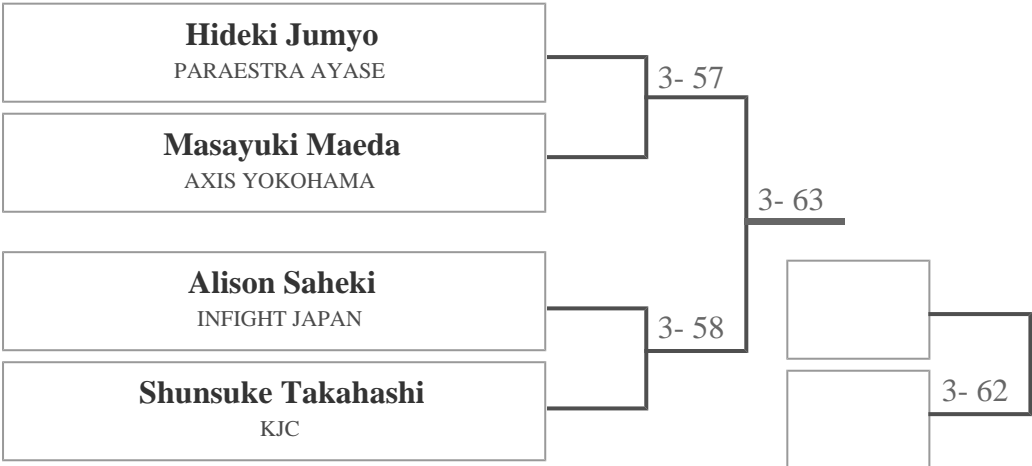 Hideki Jumyo
PARAESTRA AYASE
3- 57
Masayuki Maeda
AXIS YOKOHAMA
3- 63
Alison Saheki
INFIGHT JAPAN
3- 58
Shunsuke Takahashi
KJC
3- 62